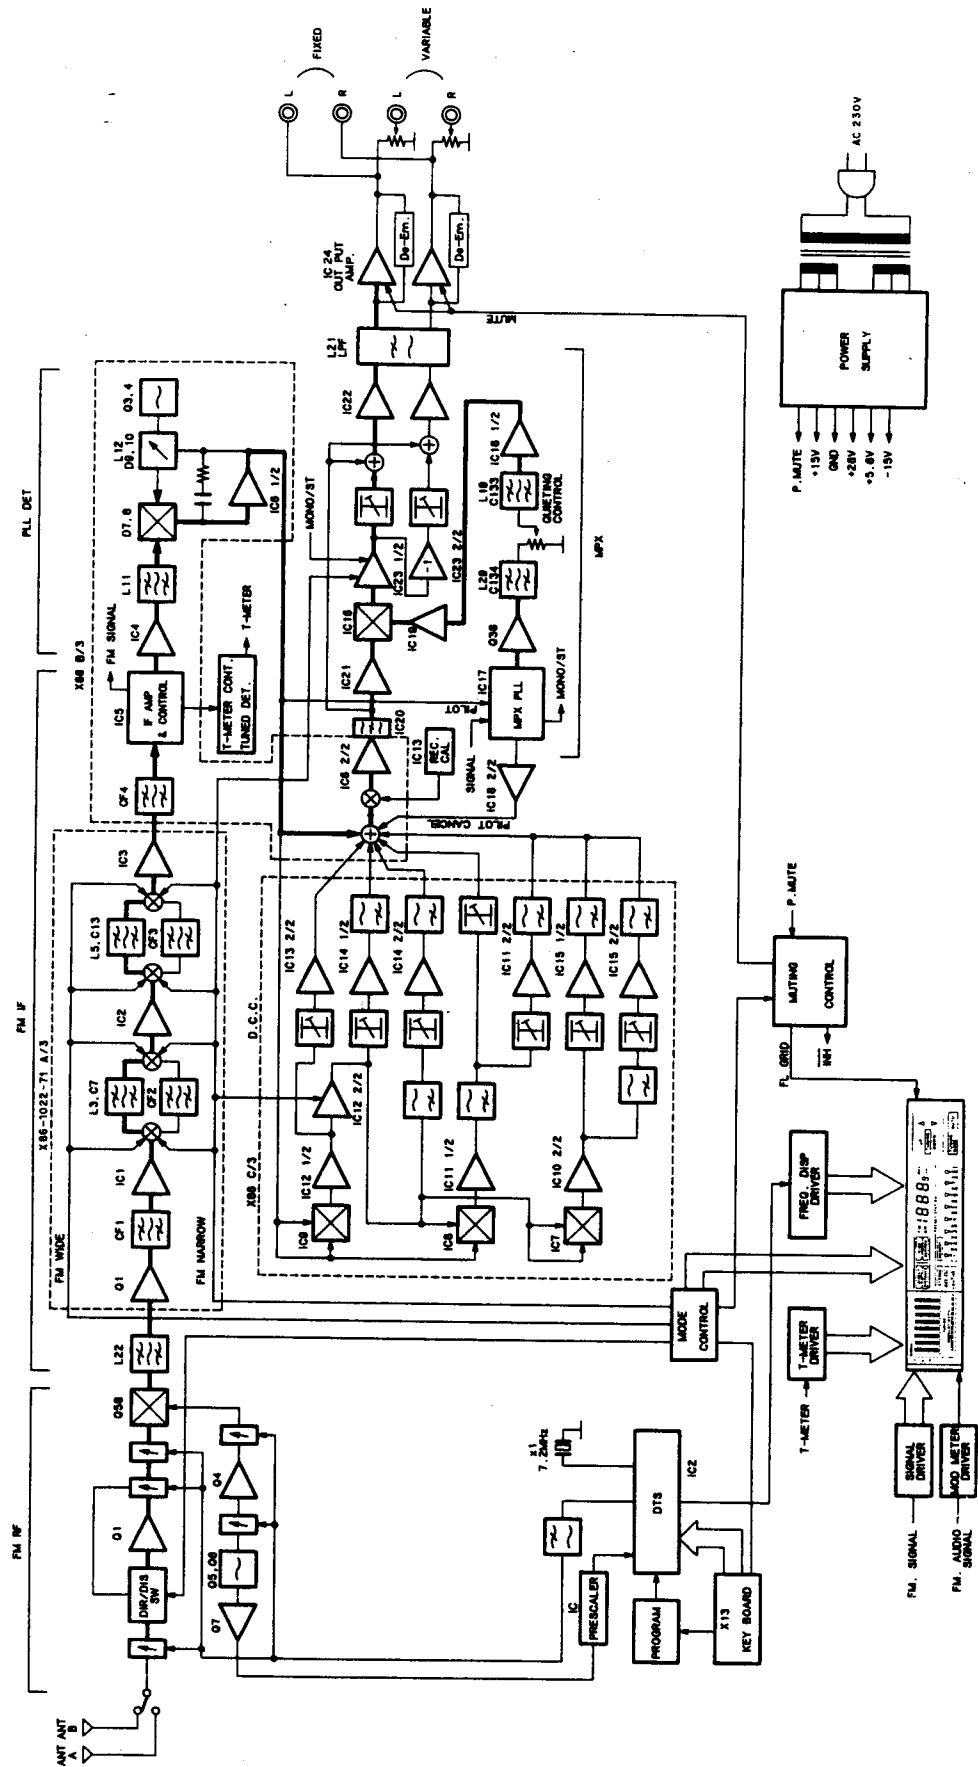 ANT A
ANT B
FM RF
DIR/DIS SW
Q1
Q58
Q7
Q5,Q6
Q4
FM IF
X86-1022-71 A/3
L22
FM WIDE
FM NARROW
Q1
CF1
IC1
L3,C7
CF2
IC2
L5,C13
CF3
IC3
CF4
X86 B/3
IC5
IF AMP & CONTROL
FM SIGNAL
T-METER CONT.
TUNED DET.
T-METER
PLL DET
IC4
L11
D7,8
L12
D9,10
Q3,4
IC6 1/2
FIXED
L
R
VARIABLE
L
R
D.C.C.
X86 C/3
IC9
IC12 1/2
IC12 2/2
IC13 2/2
IC14 1/2
IC14 2/2
IC8
IC11 1/2
IC11 2/2
IC7
IC10 2/2
IC15 1/2
IC15 2/2
IC6 2/2
IC13
REC. CAL
PILOT CANCEL
IC18 2/2
IC20
IC21
PILOT
SIGNAL
IC17
MPX PLL
MONO/ST
IC16
IC19
MONO/ST
IC23 1/2
-1
IC23 2/2
Q36
L29
C134
QUIETING CONTROL
L18
C133
IC18 1/2
MPX
IC22
L21
LPF
IC24
OUT PUT
AMP.
De-Em.
De-Em.
MUTE
AC 230V
POWER SUPPLY
P.MUTE
+15V
GND
+26V
+5.6V
-15V
X1
7.2MHz
DTS
IC2
IC
PRESCALER
PROGRAM
X13
KEY BOARD
MODE CONTROL
MUTING CONTROL
P.MUTE
INH
FL GRID
FREQ. DISP DRIVER
T-METER DRIVER
T-METER
SIGNAL DRIVER
FM. SIGNAL
MOD METER DRIVER
FM. AUDIO SIGNAL